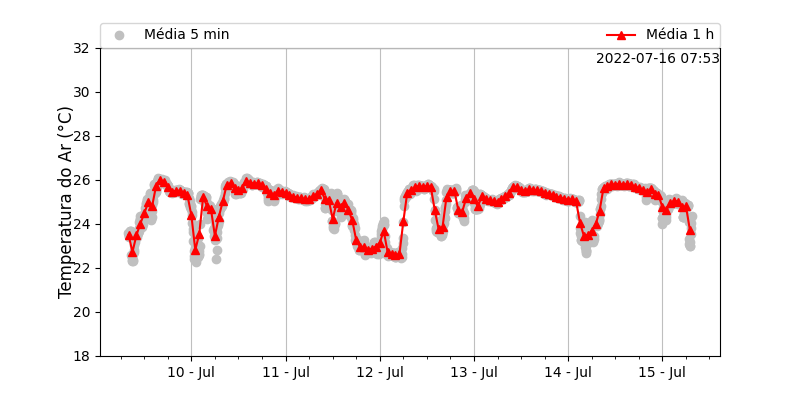 Média 5 min
Média 1 h
2022-07-16 07:53
Temperatura do Ar (°C)
32
30
28
26
24
22
20
18
10 - Jul
11 - Jul
12 - Jul
13 - Jul
14 - Jul
15 - Jul